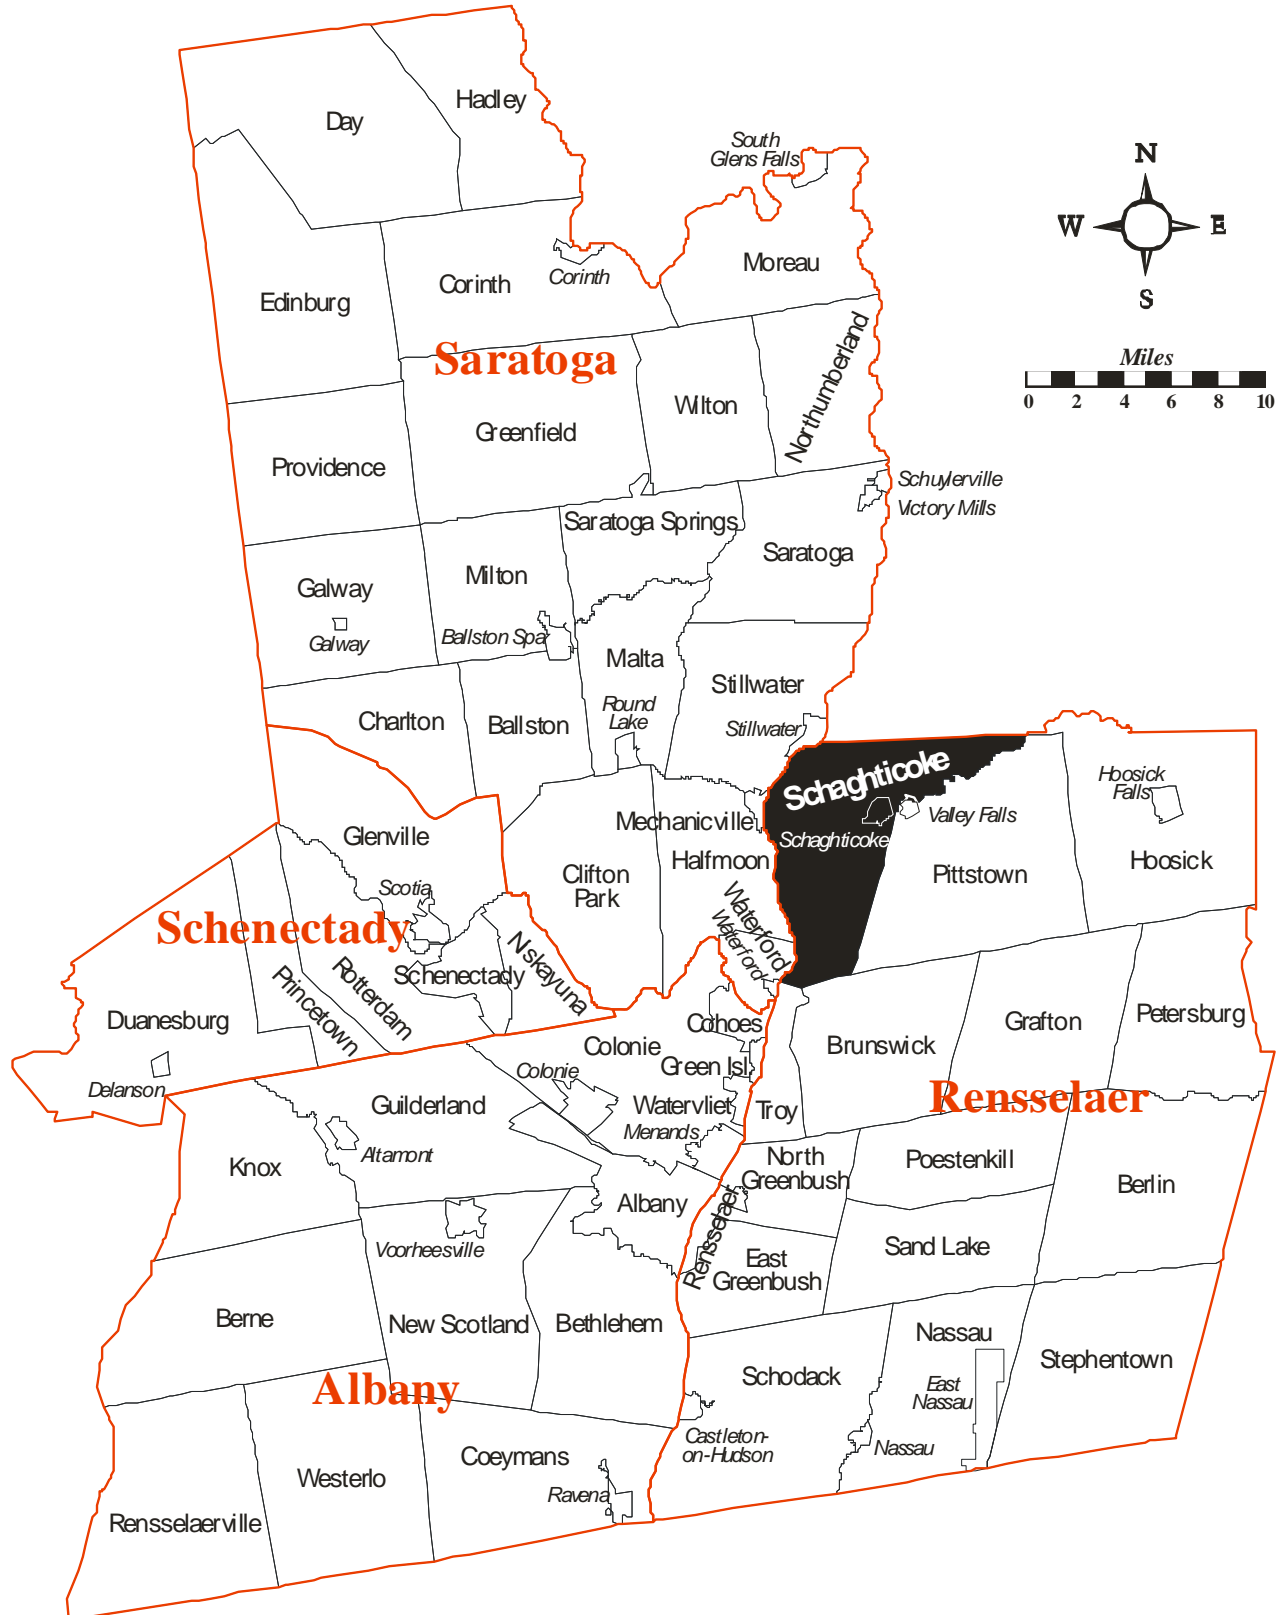 Hadley
Day
South
Glens Falls
N
W
E
S
Moreau
Corinth
Corinth
Edinburg
Northumberland
Saratoga
Miles
0 2 4 6 8 10
Wilton
Greenfield
Providence
Schuylerville
Victory Mills
Saratoga Springs
Saratoga
Milton
Galway
Galway
Ballston Spa
Malta
Stillwater
Round
Lake
Stillwater
Charlton
Ballston
Schaghticoke
Hoosick
Falls
Valley Falls
Mechanicville
Glenville
Schaghticoke
Halfmoon
Hoosick
Clifton
Park
Pittstown
Scotia
Waterford
Waterford
Schenectady
Niskayuna
Schenectady
Rotterdam
Princetown
Duanesburg
Cohoes
Grafton
Petersburg
Colonie
Brunswick
Green Isl.
Colonie
Delanson
Rensselaer
Guilderland
Watervliet
Troy
Menands
Altamont
North
Greenbush
Poestenkill
Knox
Berlin
Albany
Rensselaer
Voorheesville
Sand Lake
East
Greenbush
Berne
New Scotland
Bethlehem
Nassau
Stephentown
Schodack
Albany
East
Nassau
Castleton-
on-Hudson
Nassau
Coeymans
Westerlo
Ravena
Rensselaerville